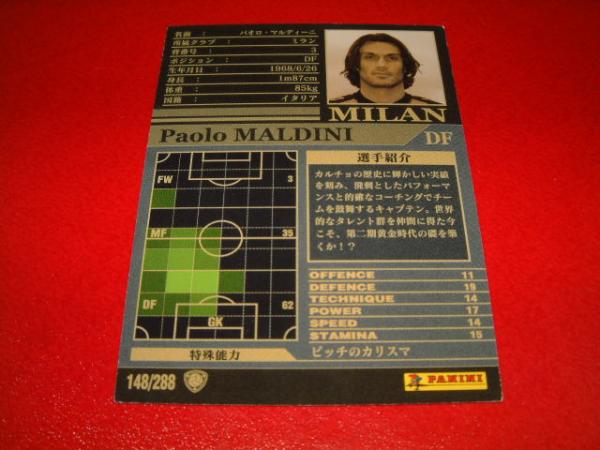 名前 : パオロ・マルディーニ
所属クラブ : ミラン
背番号 : 3
ポジション : DF
生年月日 : 1968/6/26
身長 : 1m87cm
体重 : 85kg
国籍 : イタリア
MILAN
Paolo MALDINI
DF
FW 3
MF 35
DF 62
GK
選手紹介
カルチョの歴史に輝かしい実績
を刻み、溌剌としたパフォーマ
ンスと的確なコーチングでチー
ムを鼓舞するキャプテン。世界
的なタレント群を仲間に得た今
こそ、第二期黄金時代の礎を築
くか!?
OFFENCE 11
DEFENCE 19
TECHNIQUE 14
POWER 17
SPEED 14
STAMINA 15
特殊能力
ピッチのカリスマ
148/288
PANINI